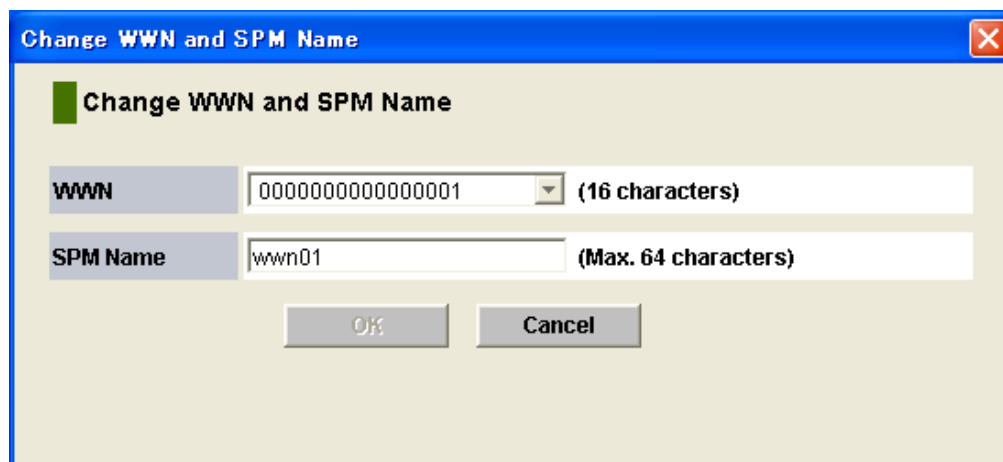 Change WWN and SPM Name
Change WWN and SPM Name
WWN 0000000000000001 (16 characters)
SPM Name wwn01 (Max. 64 characters)
OK Cancel